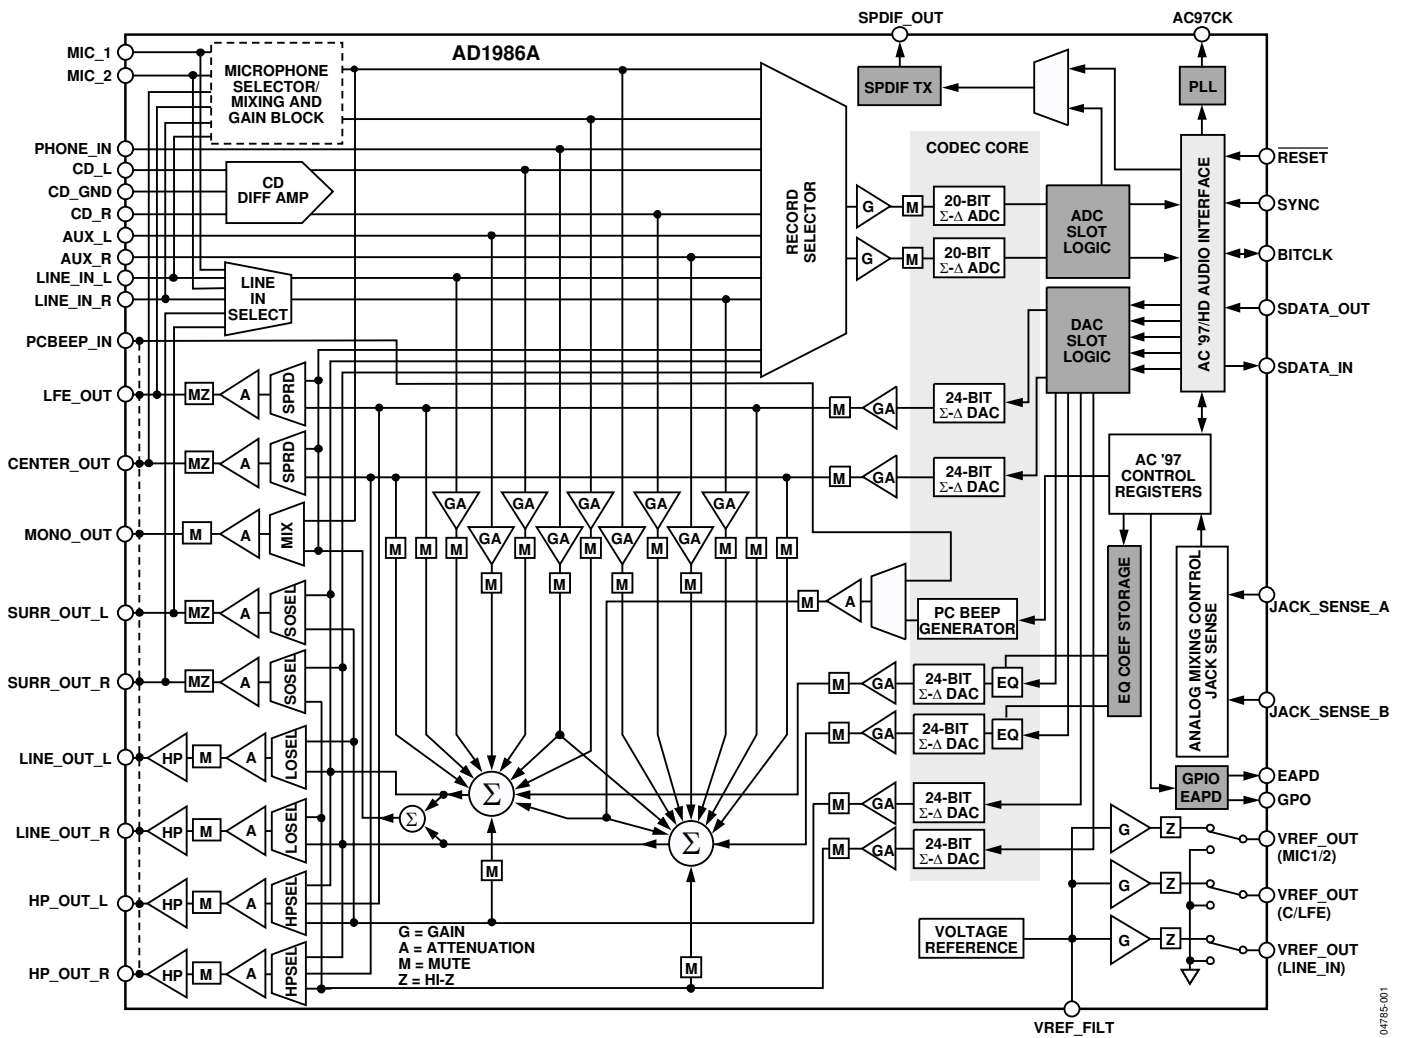 SPDIF_OUT
AC97CK
AD1986A
MIC_1
MIC_2
PHONE_IN
CD_L
CD_GND
CD_R
AUX_L
AUX_R
LINE_IN_L
LINE_IN_R
PCBEEP_IN
LFE_OUT
CENTER_OUT
MONO_OUT
SURR_OUT_L
SURR_OUT_R
LINE_OUT_L
LINE_OUT_R
HP_OUT_L
HP_OUT_R
MICROPHONE
SELECTOR/
MIXING AND
GAIN BLOCK
CD
DIFF AMP
LINE
IN
SELECT
MZ
A
SPRD
MZ
A
SPRD
M
A
MIX
MZ
A
SOSEL
MZ
A
SOSEL
HP
M
A
LOSEL
HP
M
A
LOSEL
HP
M
A
HPSEL
HP
M
A
HPSEL
GA
GA
GA
GA
GA
GA
GA
GA
GA
M
M
M
M
M
M
M
M
M
M
M
M
M
Σ
Σ
Σ
M
M
G = GAIN
A = ATTENUATION
M = MUTE
Z = HI-Z
RECORD
SELECTOR
G
M
G
M
CODEC CORE
20-BIT
Σ-Δ ADC
20-BIT
Σ-Δ ADC
M
GA
24-BIT
Σ-Δ DAC
M
GA
24-BIT
Σ-Δ DAC
M
A
PC BEEP
GENERATOR
M
GA
24-BIT
Σ-Δ DAC
EQ
M
GA
24-BIT
Σ-Δ DAC
EQ
M
GA
24-BIT
Σ-Δ DAC
M
GA
24-BIT
Σ-Δ DAC
SPDIF TX
PLL
ADC
SLOT
LOGIC
DAC
SLOT
LOGIC
AC '97/HD AUDIO INTERFACE
AC '97
CONTROL
REGISTERS
EQ COEF STORAGE
ANALOG MIXING CONTROL
JACK SENSE
GPIO
EAPD
VOLTAGE
REFERENCE
G
Z
G
Z
G
Z
RESET
SYNC
BITCLK
SDATA_OUT
SDATA_IN
JACK_SENSE_A
JACK_SENSE_B
EAPD
GPO
VREF_OUT
(MIC1/2)
VREF_OUT
(C/LFE)
VREF_OUT
(LINE_IN)
VREF_FILT
04785-001